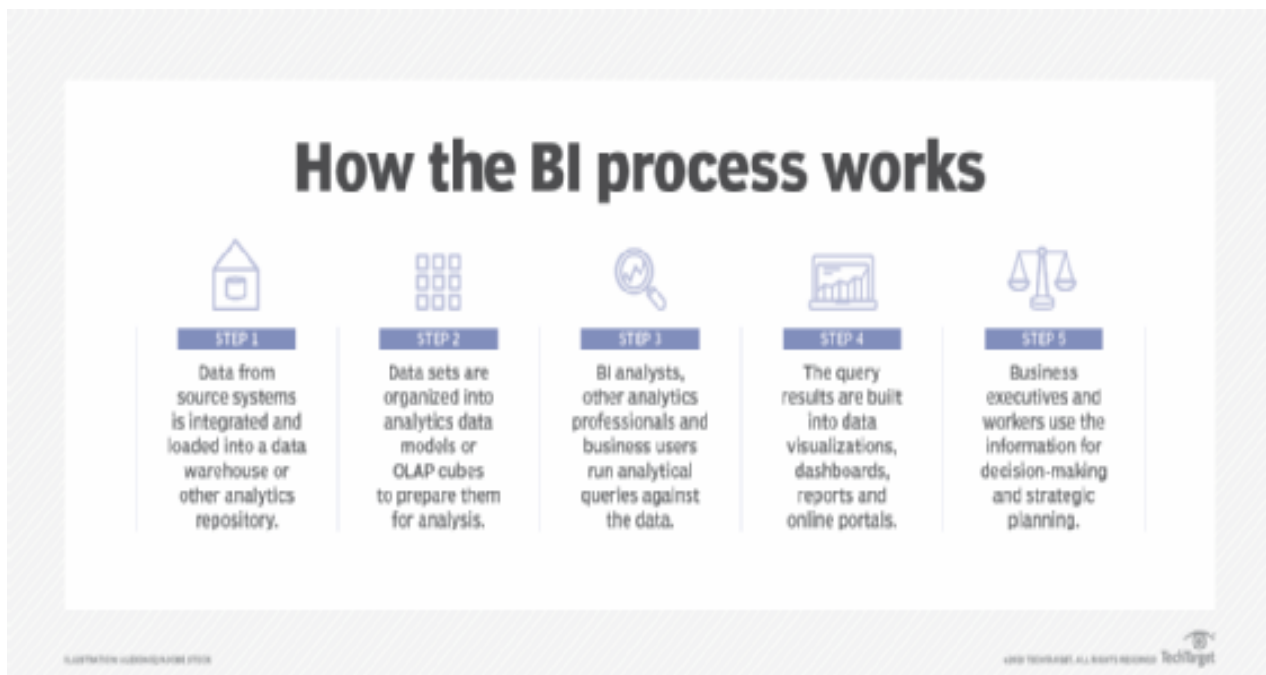 How the BI process works
STEP 1
Data from
source systems
is integrated and
loaded into a data
warehouse or
other analytics
repository.
STEP 2
Data sets are
organized into
analytics data
models or
OLAP cubes
to prepare them
for analysis.
STEP 3
BI analysts,
other analytics
professionals and
business users
run analytical
queries against
the data.
STEP 4
The query
results are built
into data
visualizations,
dashboards,
reports and
online portals.
STEP 5
Business
executives and
workers use the
information for
decision-making
and strategic
planning.
TechTarget